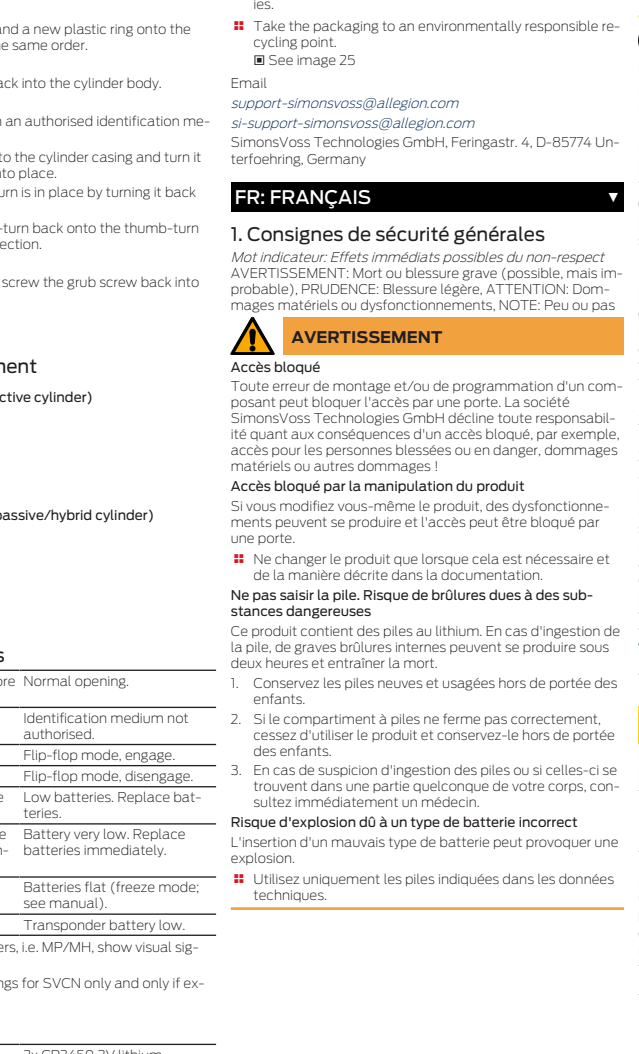 and a new plastic ring onto the
e same order.
ack into the cylinder body.
n an authorised identification me-
to the cylinder casing and turn it
nto place.
urn is in place by turning it back
-turn back onto the thumb-turn
ection.
screw the grub screw back into
ment
ctive cylinder)
passive/hybrid cylinder)
s
ore Normal opening.
Identification medium not
authorised.
Flip-flop mode, engage.
Flip-flop mode, disengage.
e Low batteries. Replace bat-
teries.
e Battery very low. Replace
n- batteries immediately.
Batteries flat (freeze mode;
see manual).
Transponder battery low.
ers, i.e. MP/MH, show visual sig-
ngs for SVCN only and only if ex-
2x CR2450 3V lithium
ies.
Take the packaging to an environmentally responsible re-
cycling point.
See image 25
Email
support-simonsvoss@allegion.com
si-support-simonsvoss@allegion.com
SimonsVoss Technologies GmbH, Feringastr. 4, D-85774 Un-
terfoehring, Germany
FR: FRANÇAIS
1. Consignes de sécurité générales
Mot indicateur: Effets immédiats possibles du non-respect
AVERTISSEMENT: Mort ou blessure grave (possible, mais im-
probable), PRUDENCE: Blessure légère, ATTENTION: Dom-
mages matériels ou dysfonctionnements, NOTE: Peu ou pas
AVERTISSEMENT
Accès bloqué
Toute erreur de montage et/ou de programmation d'un com-
posant peut bloquer l'accès par une porte. La société
SimonsVoss Technologies GmbH décline toute responsabil-
ité quant aux conséquences d'un accès bloqué, par exemple,
accès pour les personnes blessées ou en danger, dommages
matériels ou autres dommages !
Accès bloqué par la manipulation du produit
Si vous modifiez vous-même le produit, des dysfonctionne-
ments peuvent se produire et l'accès peut être bloqué par
une porte.
Ne changer le produit que lorsque cela est nécessaire et
de la manière décrite dans la documentation.
Ne pas saisir la pile. Risque de brûlures dues à des sub-
stances dangereuses
Ce produit contient des piles au lithium. En cas d'ingestion de
la pile, de graves brûlures internes peuvent se produire sous
deux heures et entraîner la mort.
1. Conservez les piles neuves et usagées hors de portée des
enfants.
2. Si le compartiment à piles ne ferme pas correctement,
cessez d'utiliser le produit et conservez-le hors de portée
des enfants.
3. En cas de suspicion d'ingestion des piles ou si celles-ci se
trouvent dans une partie quelconque de votre corps, con-
sultez immédiatement un médecin.
Risque d'explosion dû à un type de batterie incorrect
L'insertion d'un mauvais type de batterie peut provoquer une
explosion.
Utilisez uniquement les piles indiquées dans les données
techniques.